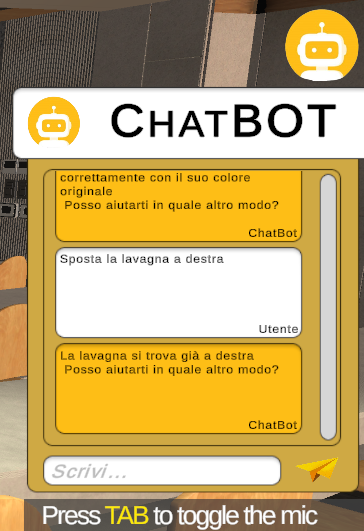 CHATBOT
correttamente con il suo colore
originale
Posso aiutarti in quale altro modo?
ChatBot
Sposta la lavagna a destra
Utente
La lavagna si trova già a destra
Posso aiutarti in quale altro modo?
ChatBot
Scrivi...
Press TAB to toggle the mic